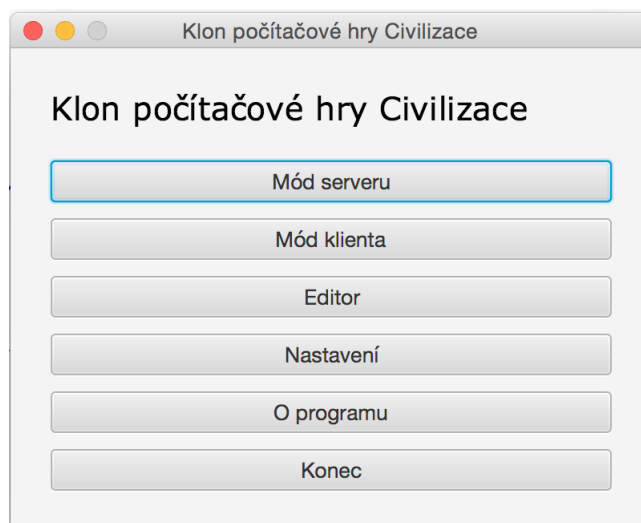 Klon počítačové hry Civilizace
Klon počítačové hry Civilizace
Mód serveru
Mód klienta
Editor
Nastavení
O programu
Konec